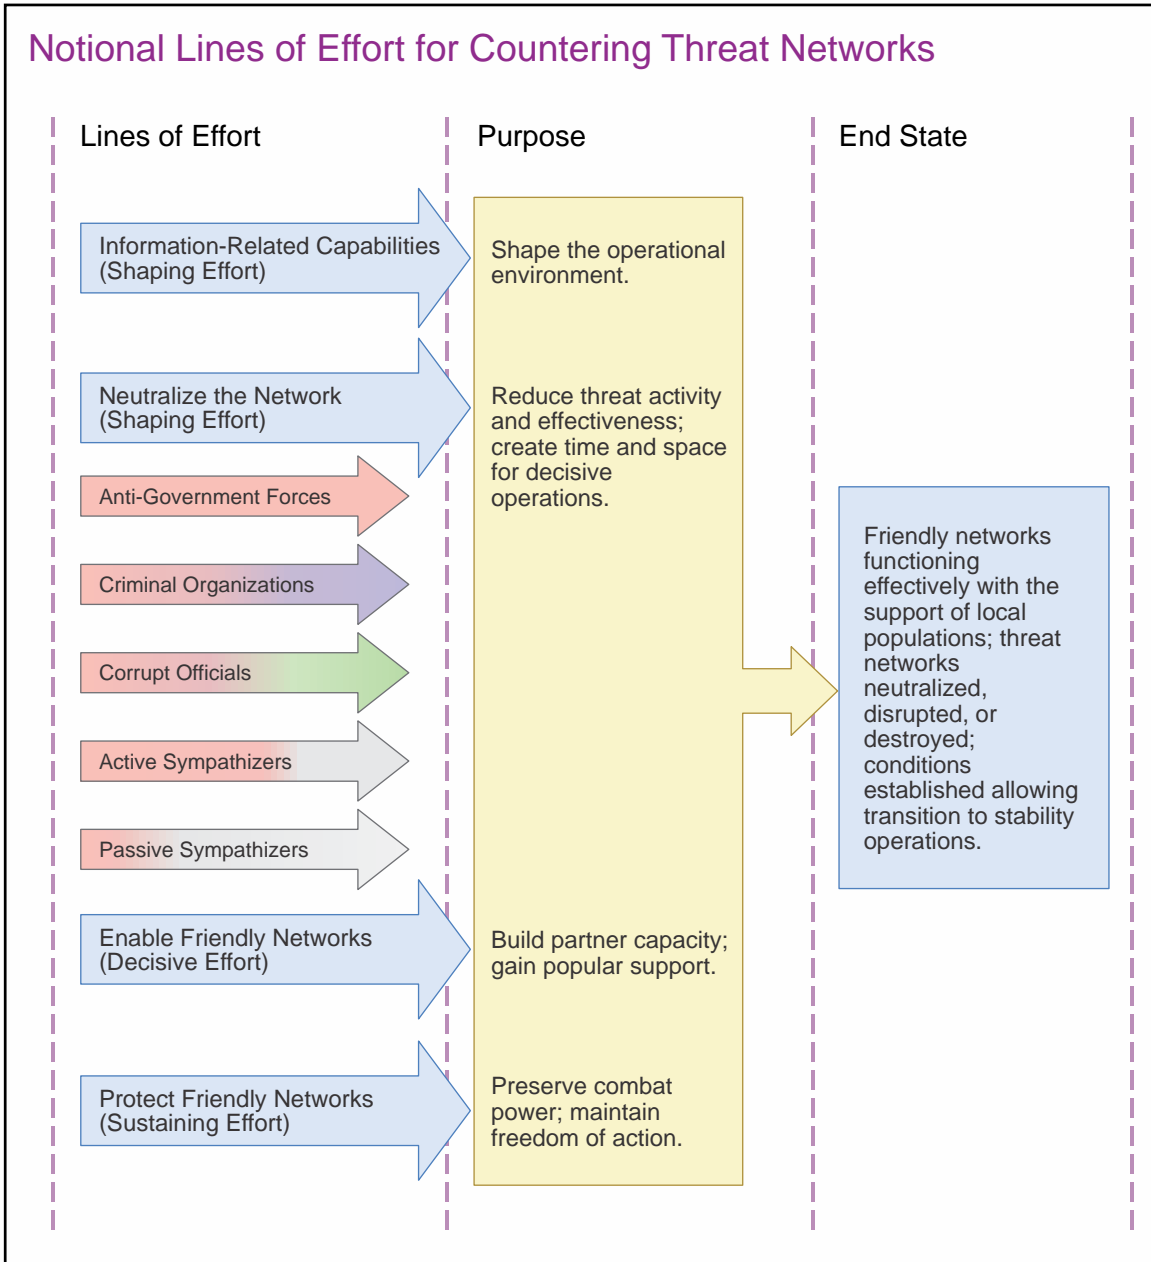 Notional Lines of Effort for Countering Threat Networks
Lines of Effort
Purpose
End State
Information-Related Capabilities
(Shaping Effort)
Shape the operational
environment.
Neutralize the Network
(Shaping Effort)
Reduce threat activity
and effectiveness;
create time and space
for decisive
operations.
Anti-Government Forces
Criminal Organizations
Corrupt Officials
Active Sympathizers
Passive Sympathizers
Enable Friendly Networks
(Decisive Effort)
Build partner capacity;
gain popular support.
Protect Friendly Networks
(Sustaining Effort)
Preserve combat
power; maintain
freedom of action.
Friendly networks
functioning
effectively with the
support of local
populations; threat
networks
neutralized,
disrupted, or
destroyed;
conditions
established allowing
transition to stability
operations.